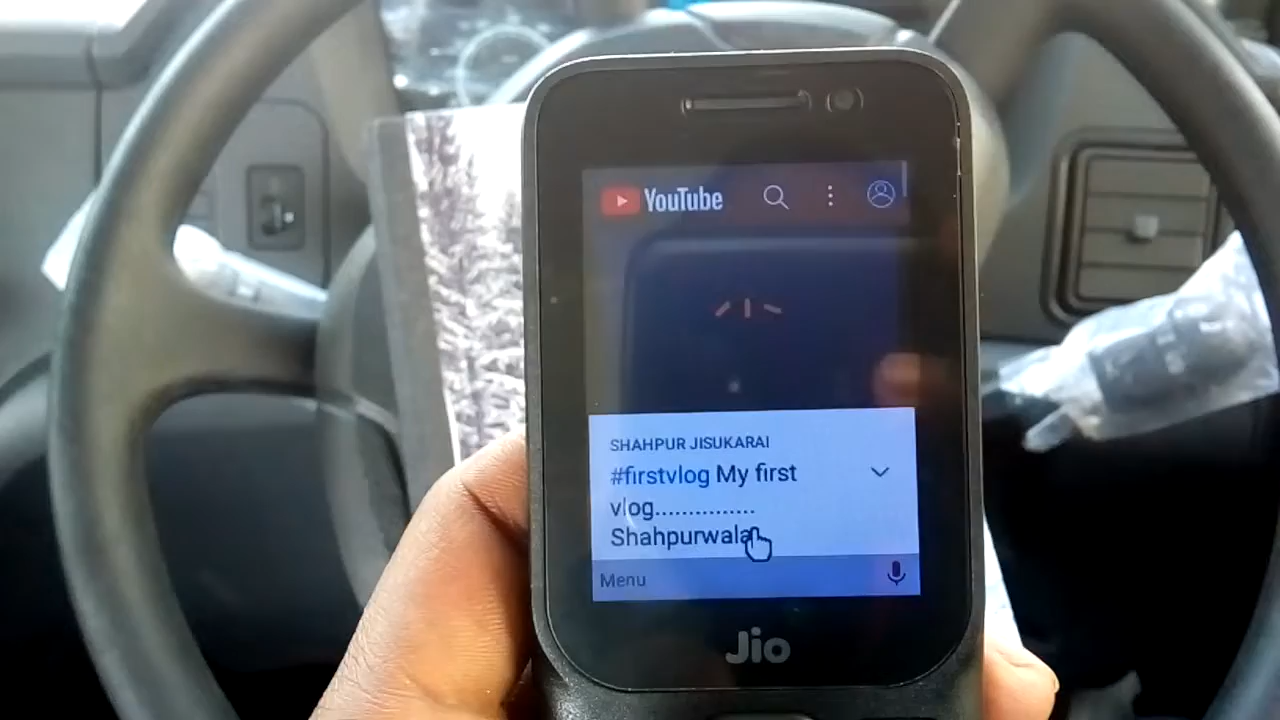 YouTube
SHAHPUR JISUKARAI
#firstvlog My first
vlog...............
Shahpurwala
Menu
Jio